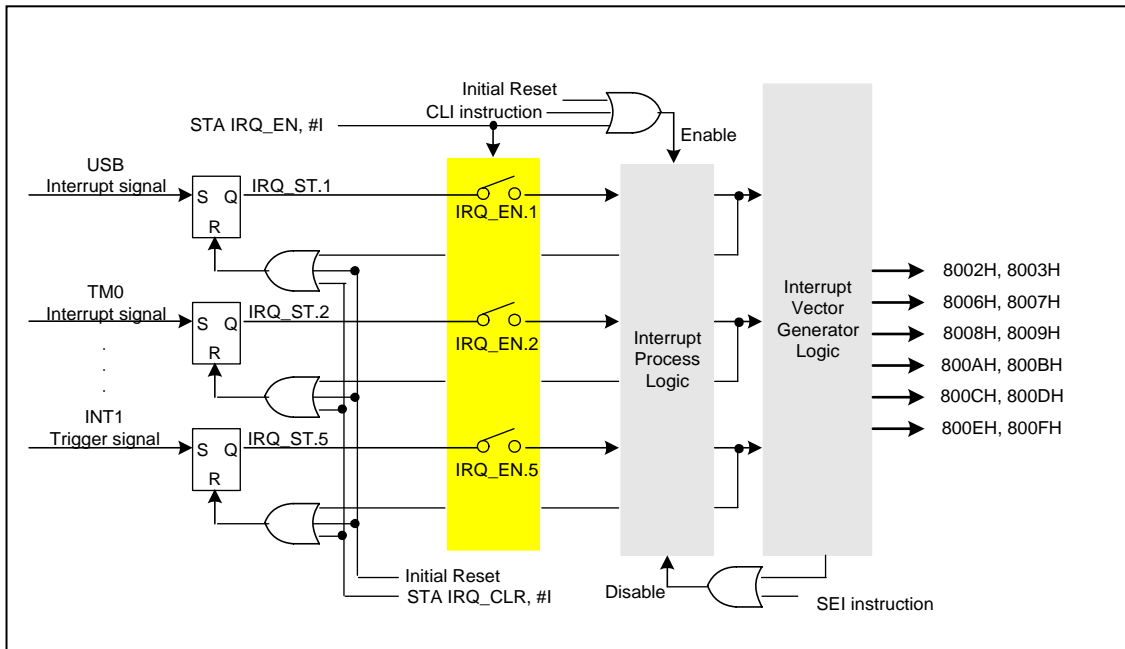 Initial Reset
CLI instruction
STA IRQ_EN, #I
Enable
USB
Interrupt signal
S Q
R
IRQ_ST.1
IRQ_EN.1
TM0
Interrupt signal
S Q
R
IRQ_ST.2
IRQ_EN.2
.
.
.
INT1
Trigger signal
S Q
R
IRQ_ST.5
IRQ_EN.5
Interrupt
Process
Logic
Interrupt
Vector
Generator
Logic
8002H, 8003H
8006H, 8007H
8008H, 8009H
800AH, 800BH
800CH, 800DH
800EH, 800FH
Initial Reset
STA IRQ_CLR, #I
Disable
SEI instruction